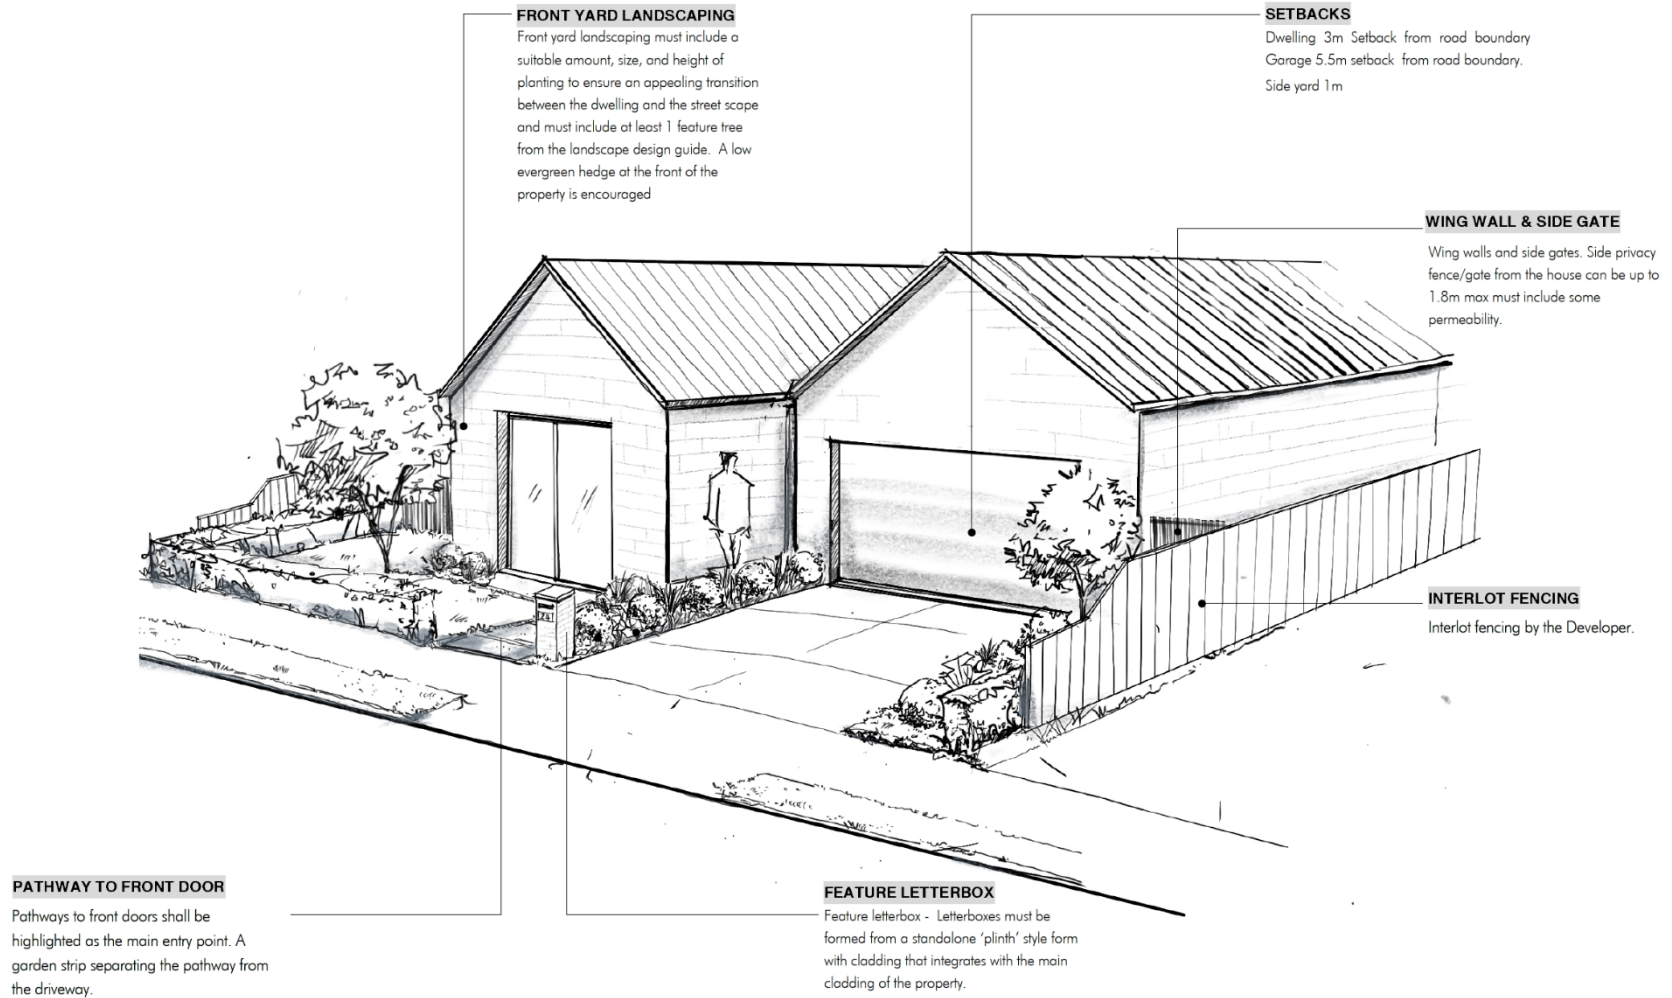 FRONT YARD LANDSCAPING
Front yard landscaping must include a
suitable amount, size, and height of
planting to ensure an appealing transition
between the dwelling and the street scape
and must include at least 1 feature tree
from the landscape design guide. A low
evergreen hedge at the front of the
property is encouraged
SETBACKS
Dwelling 3m Setback from road boundary
Garage 5.5m setback from road boundary.
Side yard 1m
WING WALL & SIDE GATE
Wing walls and side gates. Side privacy
fence/gate from the house can be up to
1.8m max must include some
permeability.
INTERLOT FENCING
Interlot fencing by the Developer.
24
PATHWAY TO FRONT DOOR
Pathways to front doors shall be
highlighted as the main entry point. A
garden strip separating the pathway from
the driveway.
FEATURE LETTERBOX
Feature letterbox - Letterboxes must be
formed from a standalone ‘plinth’ style form
with cladding that integrates with the main
cladding of the property.